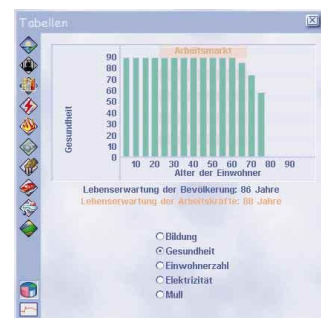 Tabellen
Arbeitsmarkt
90
80
70
60
50
40
30
20
10
0
Gesundheit
10 20 30 40 50 60 70 80 90
Alter der Einwohner
Lebenserwartung der Bevölkerung: 86 Jahre
Lebenserwartung der Arbeitskräfte: 88 Jahre
Bildung
Gesundheit
Einwohnerzahl
Elektrizität
Mull